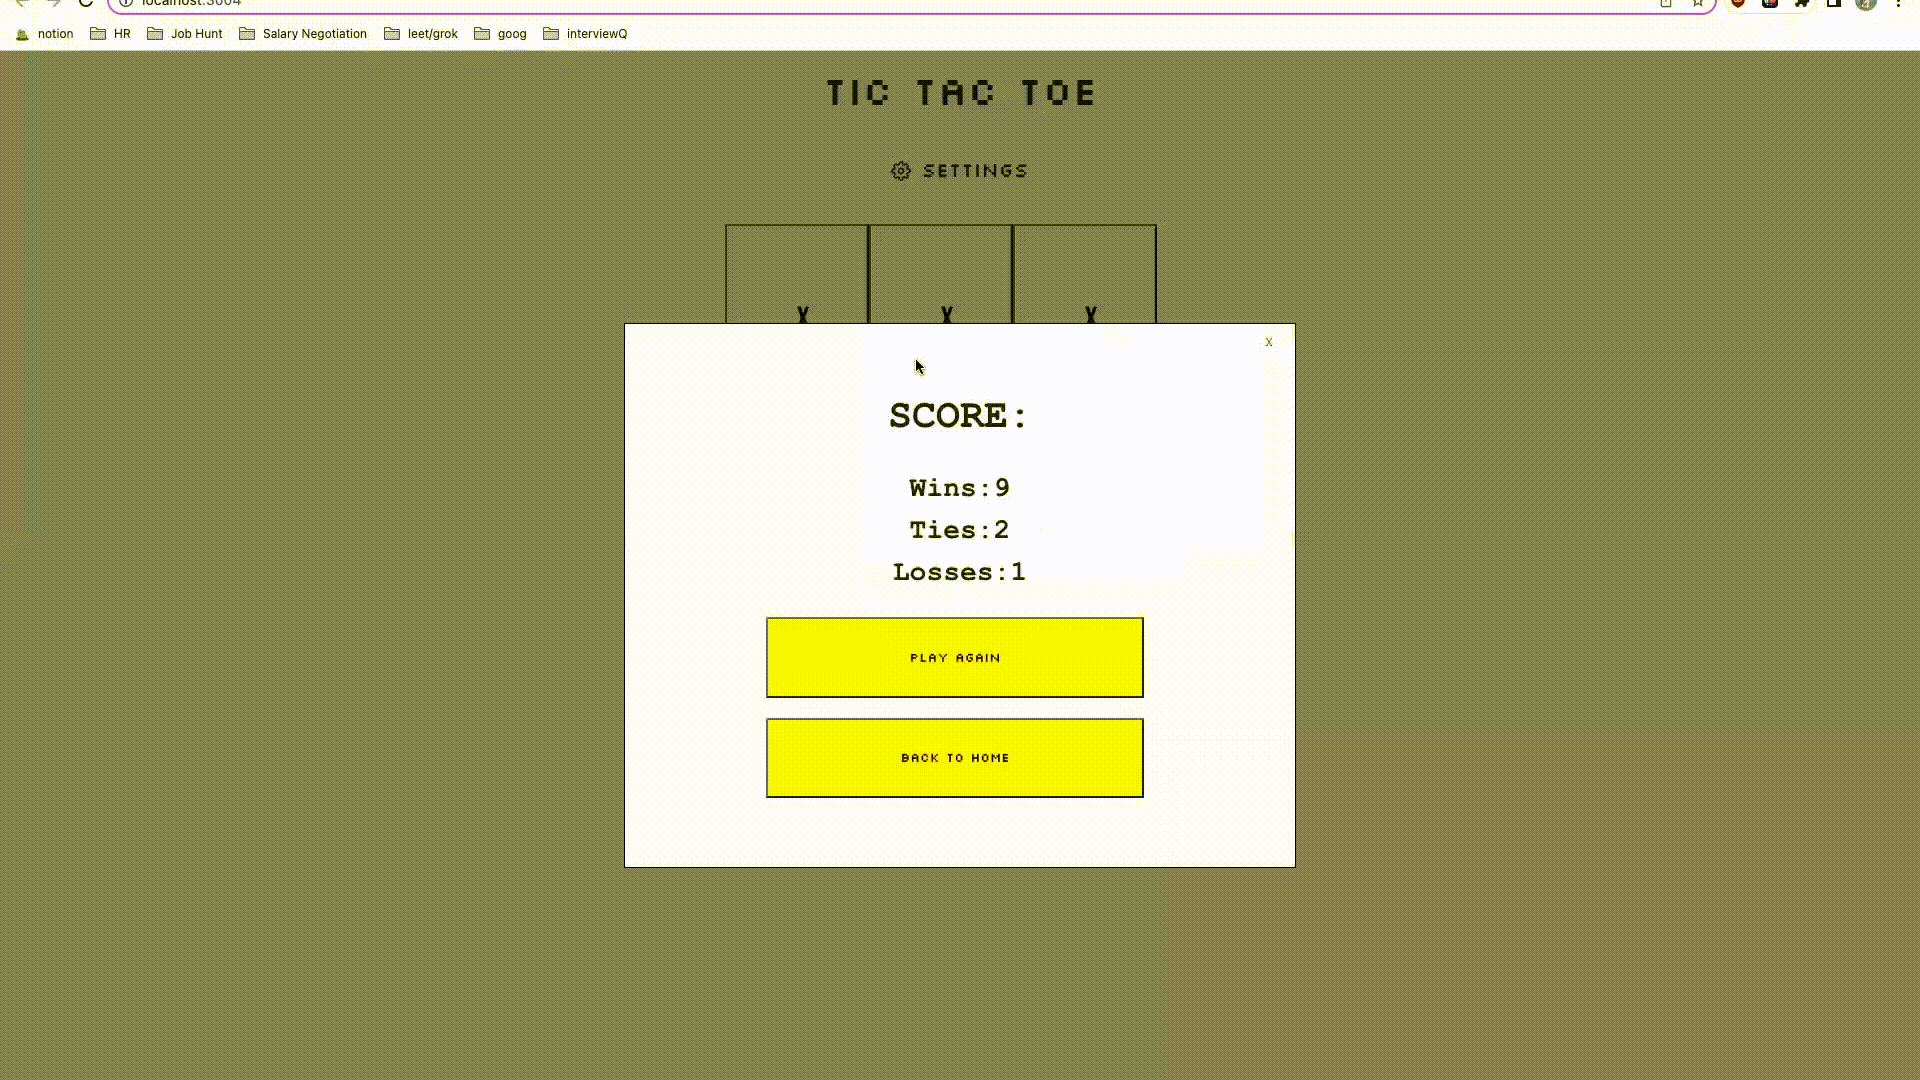 localhost:3004
notion HR Job Hunt Salary Negotiation leet/grok goog interviewQ
TIC TAC TOE
SETTINGS
X X X
X
SCORE:
Wins:9
Ties:2
Losses:1
PLAY AGAIN
BACK TO HOME